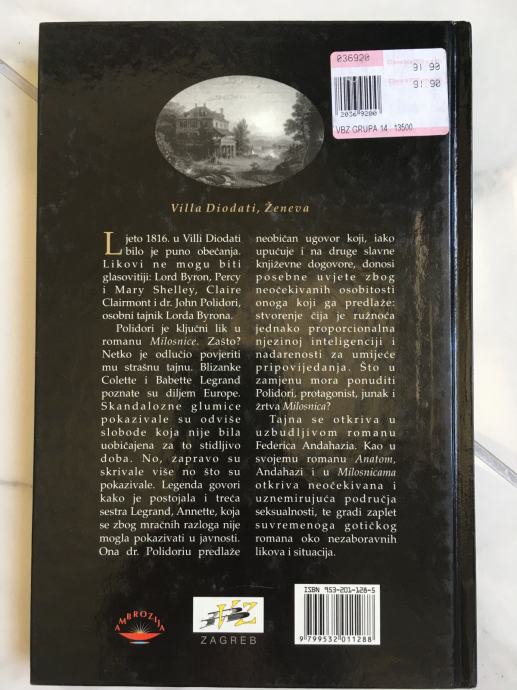 036920
91 90
91.90
20369200
VBZ GRUPA 14 13500
Villa Diodati, Ženeva
Ljeto 1816. u Villi Diodati
bilo je puno obećanja.
Likovi ne mogu biti
glasovitiji: Lord Byron, Percy
i Mary Shelley, Claire
Clairmont i dr. John Polidori,
osobni tajnik Lorda Byrona.
Polidori je ključni lik u
romanu Milosnice. Zašto?
Netko je odlučio povjeriti
mu strašnu tajnu. Blizanke
Colette i Babette Legrand
poznate su diljem Europe.
Skandalozne glumice
pokazivale su odviše
slobode koja nije bila
uobičajena za to stidljivo
doba. No, zapravo su
skrivale više no što su
pokazivale. Legenda govori
kako je postojala i treća
sestra Legrand, Annette, koja
se zbog mračnih razloga nije
mogla pokazivati u javnosti.
Ona dr. Polidoriu predlaže
neobičan ugovor koji, iako
upućuje i na druge slavne
književne dogovore, donosi
posebne uvjete zbog
neočekivanih osobitosti
onoga koji ga predlaže:
stvorenje čija je ružnoća
jednako proporcionalna
njezinoj inteligenciji i
nadarenosti za umijeće
pripovijedanja. Što u
zamjenu mora ponuditi
Polidori, protagonist, junak i
žrtva Milosnica?
Tajna se otkriva u
uzbudljivom romanu
Federica Andahazia. Kao u
svojemu romanu Anatom,
Andahazi i u Milosnicama
otkriva neočekivana i
uznemirujuća područja
seksualnosti, te gradi zaplet
suvremenoga gotičkog
romana oko nezaboravnih
likova i situacija.
AMBROZIJA
VZ
ZAGREB
ISBN 953-201-128-5
9799532011288